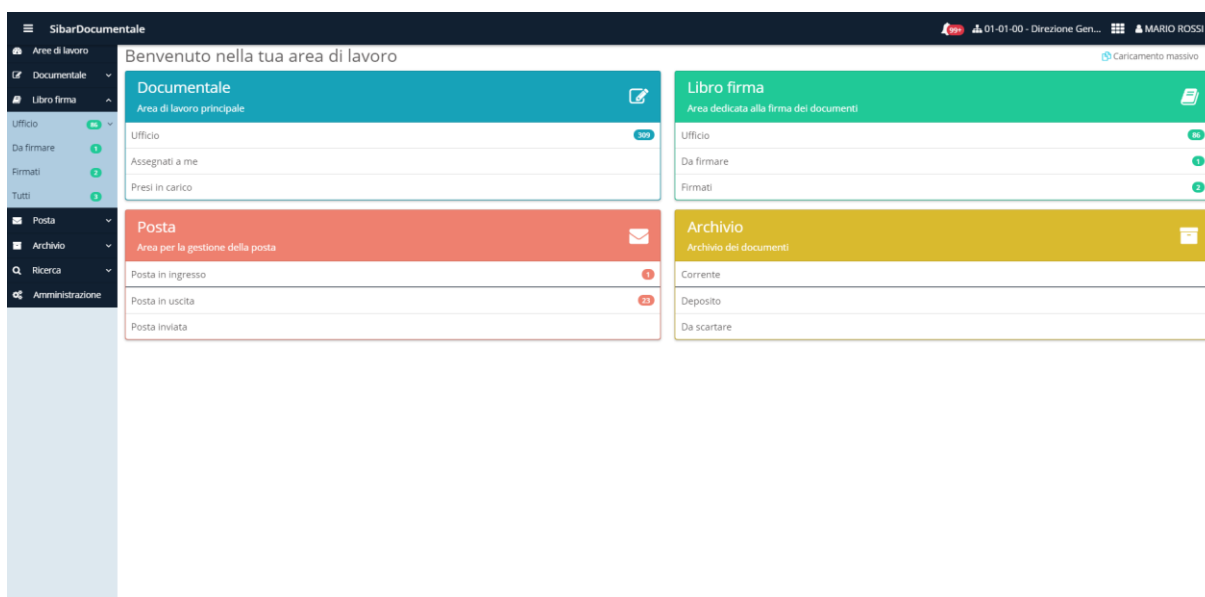 SibarDocumentale
99+ 01-01-00 - Direzione Gen... MARIO ROSSI
Aree di lavoro
Documentale
Libro firma
Ufficio 86
Da firmare 1
Firmati 2
Tutti 3
Posta
Archivio
Ricerca
Amministrazione
Benvenuto nella tua area di lavoro
Caricamento massivo
Documentale
Area di lavoro principale
Ufficio 309
Assegnati a me
Presi in carico
Libro firma
Area dedicata alla firma dei documenti
Ufficio 86
Da firmare 1
Firmati 2
Posta
Area per la gestione della posta
Posta in ingresso 1
Posta in uscita 23
Posta inviata
Archivio
Archivio dei documenti
Corrente
Deposito
Da scartare